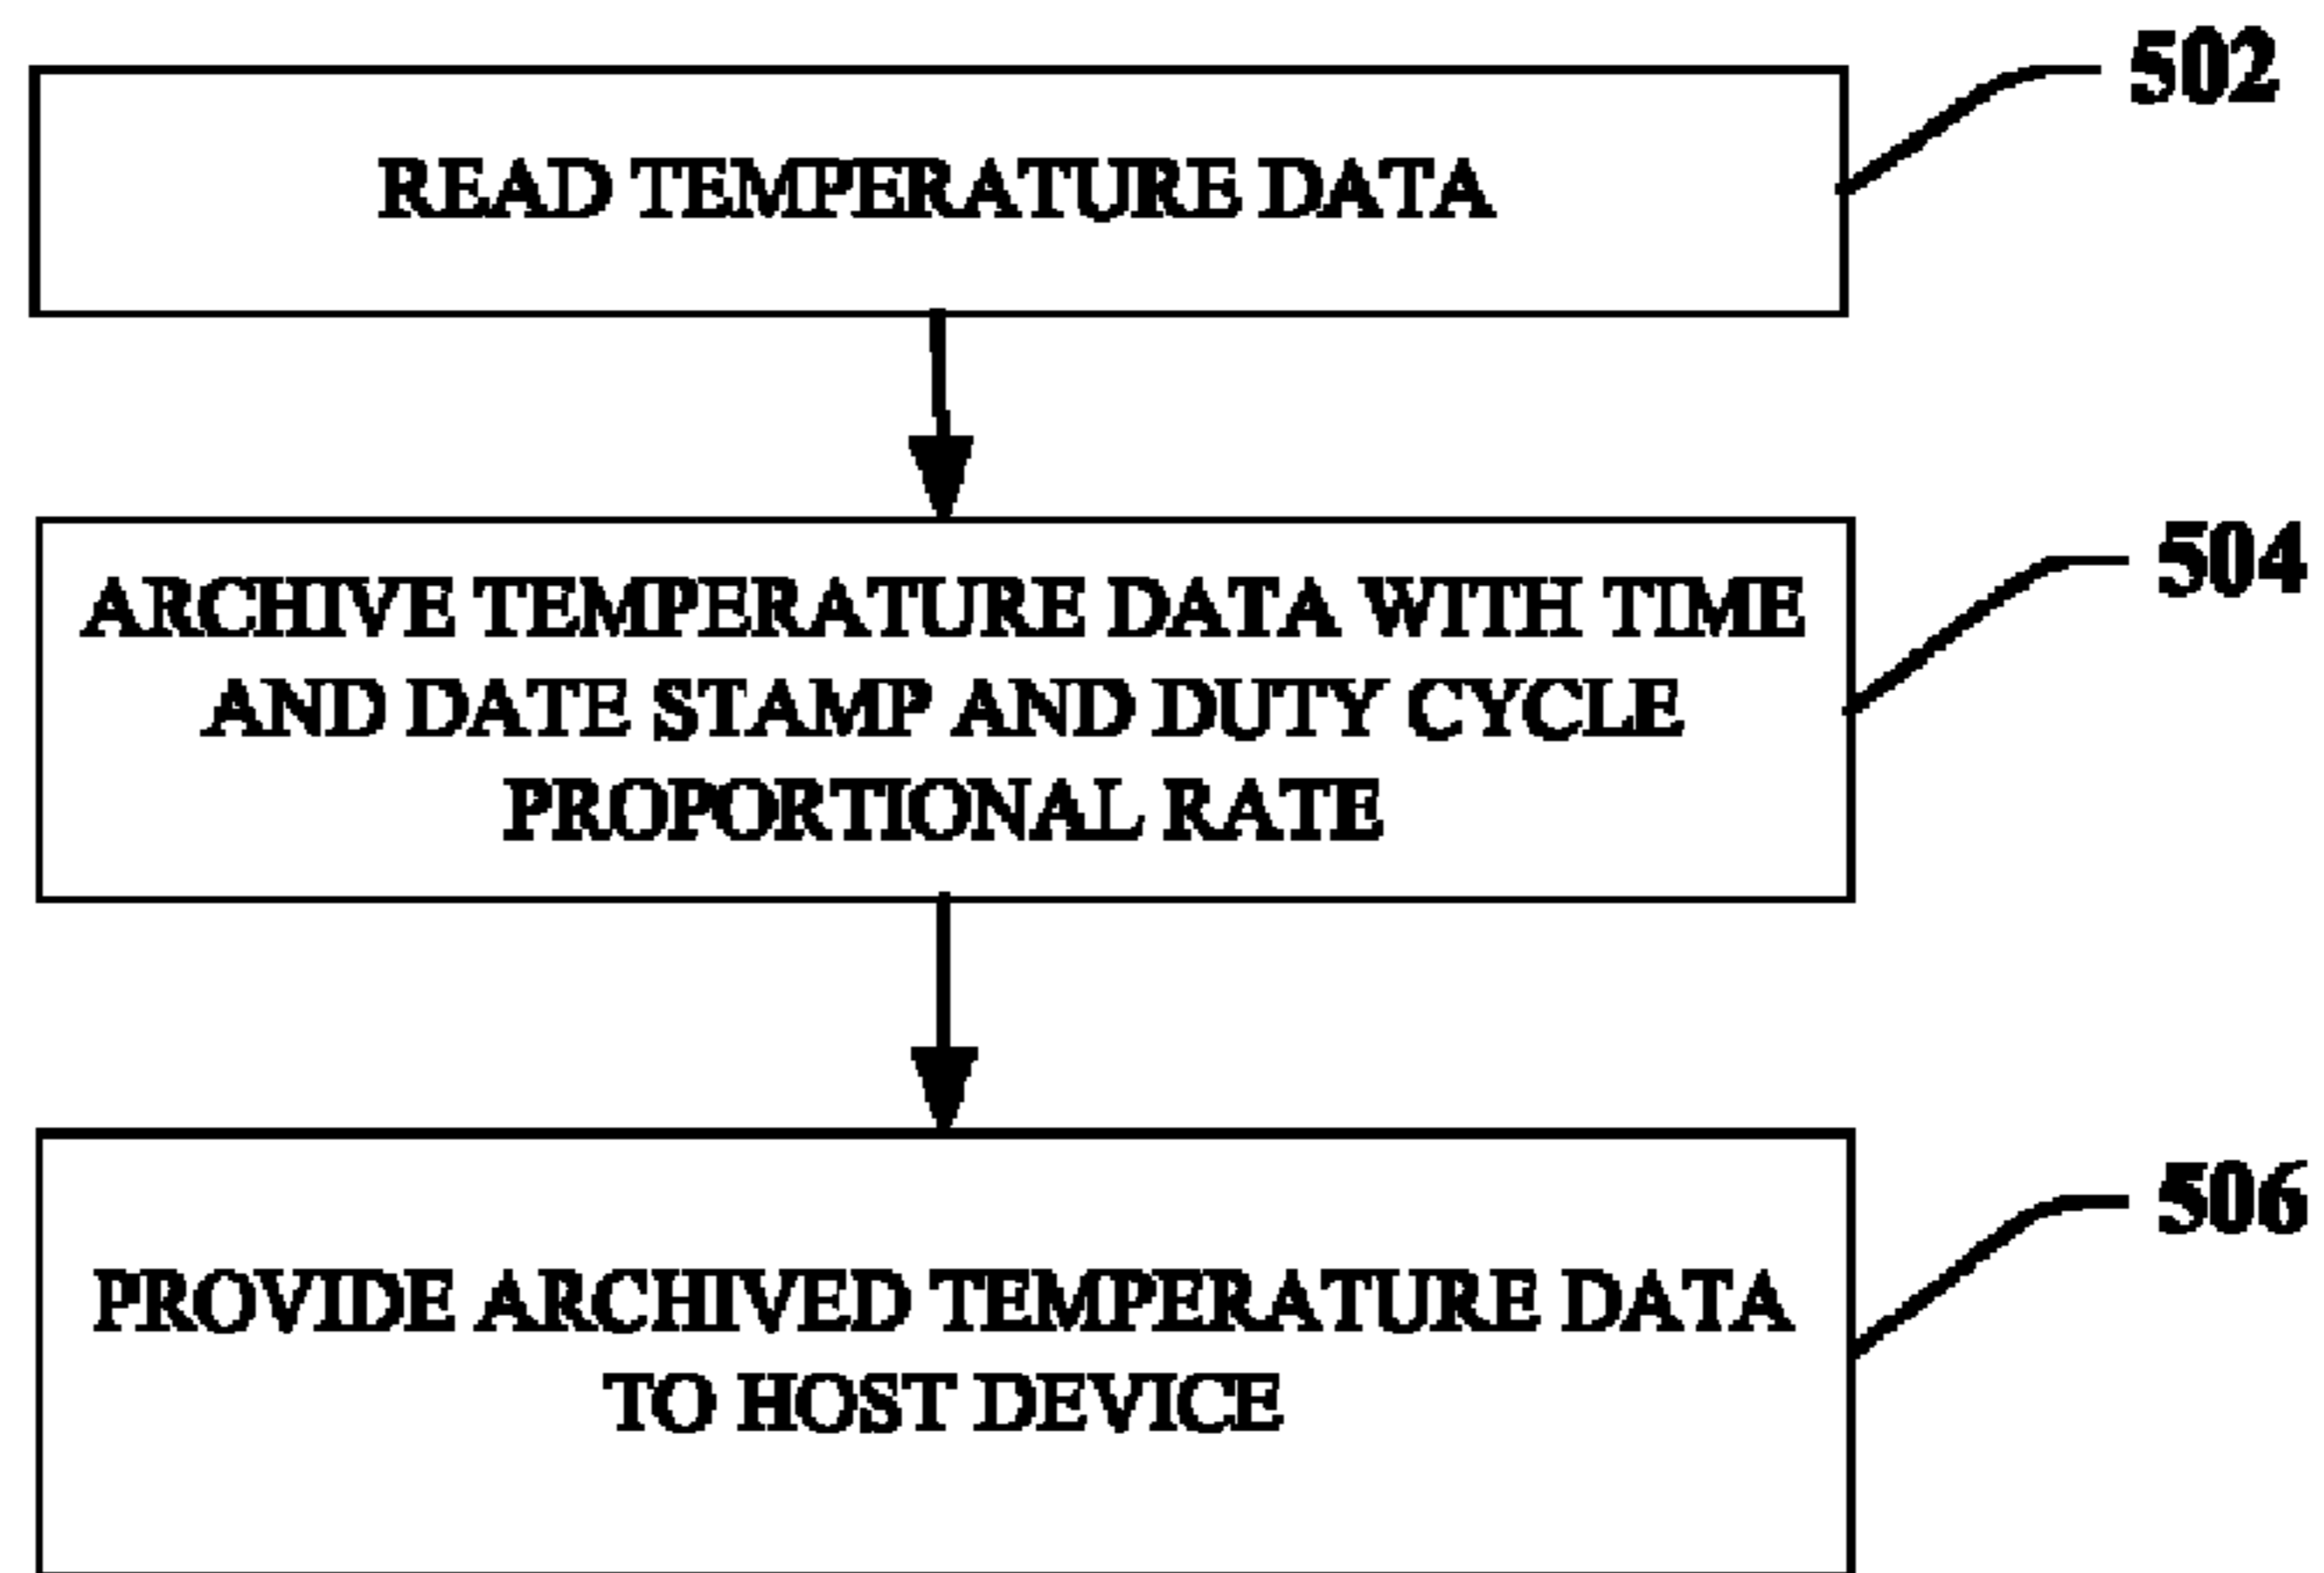 502
READ TEMPERATURE DATA
504
ARCHIVE TEMPERATURE DATA WITH TIME
AND DATE STAMP AND DUTY CYCLE
PROPORTIONAL RATE
506
PROVIDE ARCHIVED TEMPERATURE DATA
TO HOST DEVICE